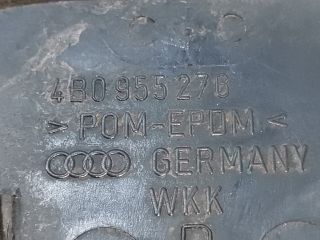 4B0 955 276
> POM-EPDM <
GERMANY
WKK